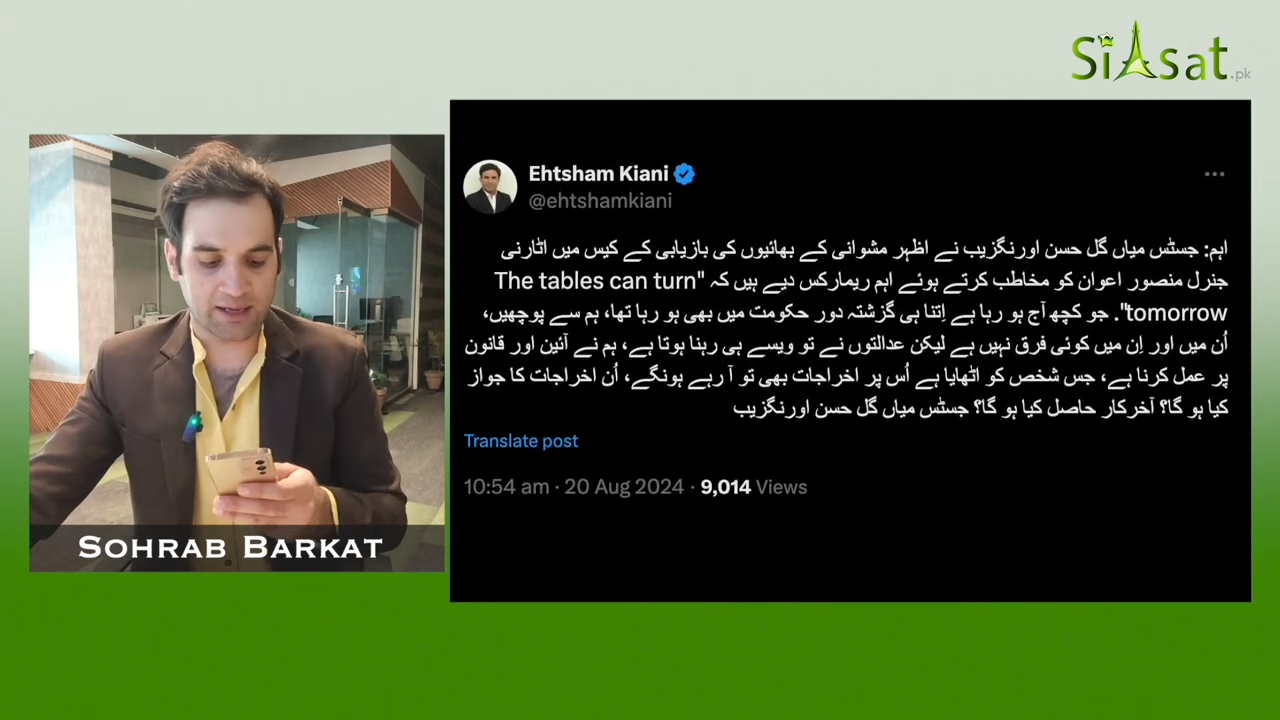 SiAsat.pk
Ehtsham Kiani
@ehtshamkiani
اہم: جسٹس میاں گل حسن اورنگزیب نے اظہر مشوانی کے بھائیوں کی بازیابی کے کیس میں اٹارنی
جنرل منصور اعوان کو مخاطب کرتے ہوئے اہم ریمارکس دیے ہیں کہ "The tables can turn
tomorrow". جو کچھ آج ہو رہا ہے اِتنا ہی گزشتہ دور حکومت میں بھی ہو رہا تھا، ہم سے پوچھیں،
اُن میں اور اِن میں کوئی فرق نہیں ہے لیکن عدالتوں نے تو ویسے ہی رہنا ہوتا ہے، ہم نے آئین اور قانون
پر عمل کرنا ہے، جس شخص کو اٹھایا ہے اُس پر اخراجات بھی تو آ رہے ہونگے، اُن اخراجات کا جواز
کیا ہو گا؟ آخرکار حاصل کیا ہو گا؟ جسٹس میاں گل حسن اورنگزیب
Translate post
10:54 am · 20 Aug 2024 · 9,014 Views
SOHRAB BARKAT